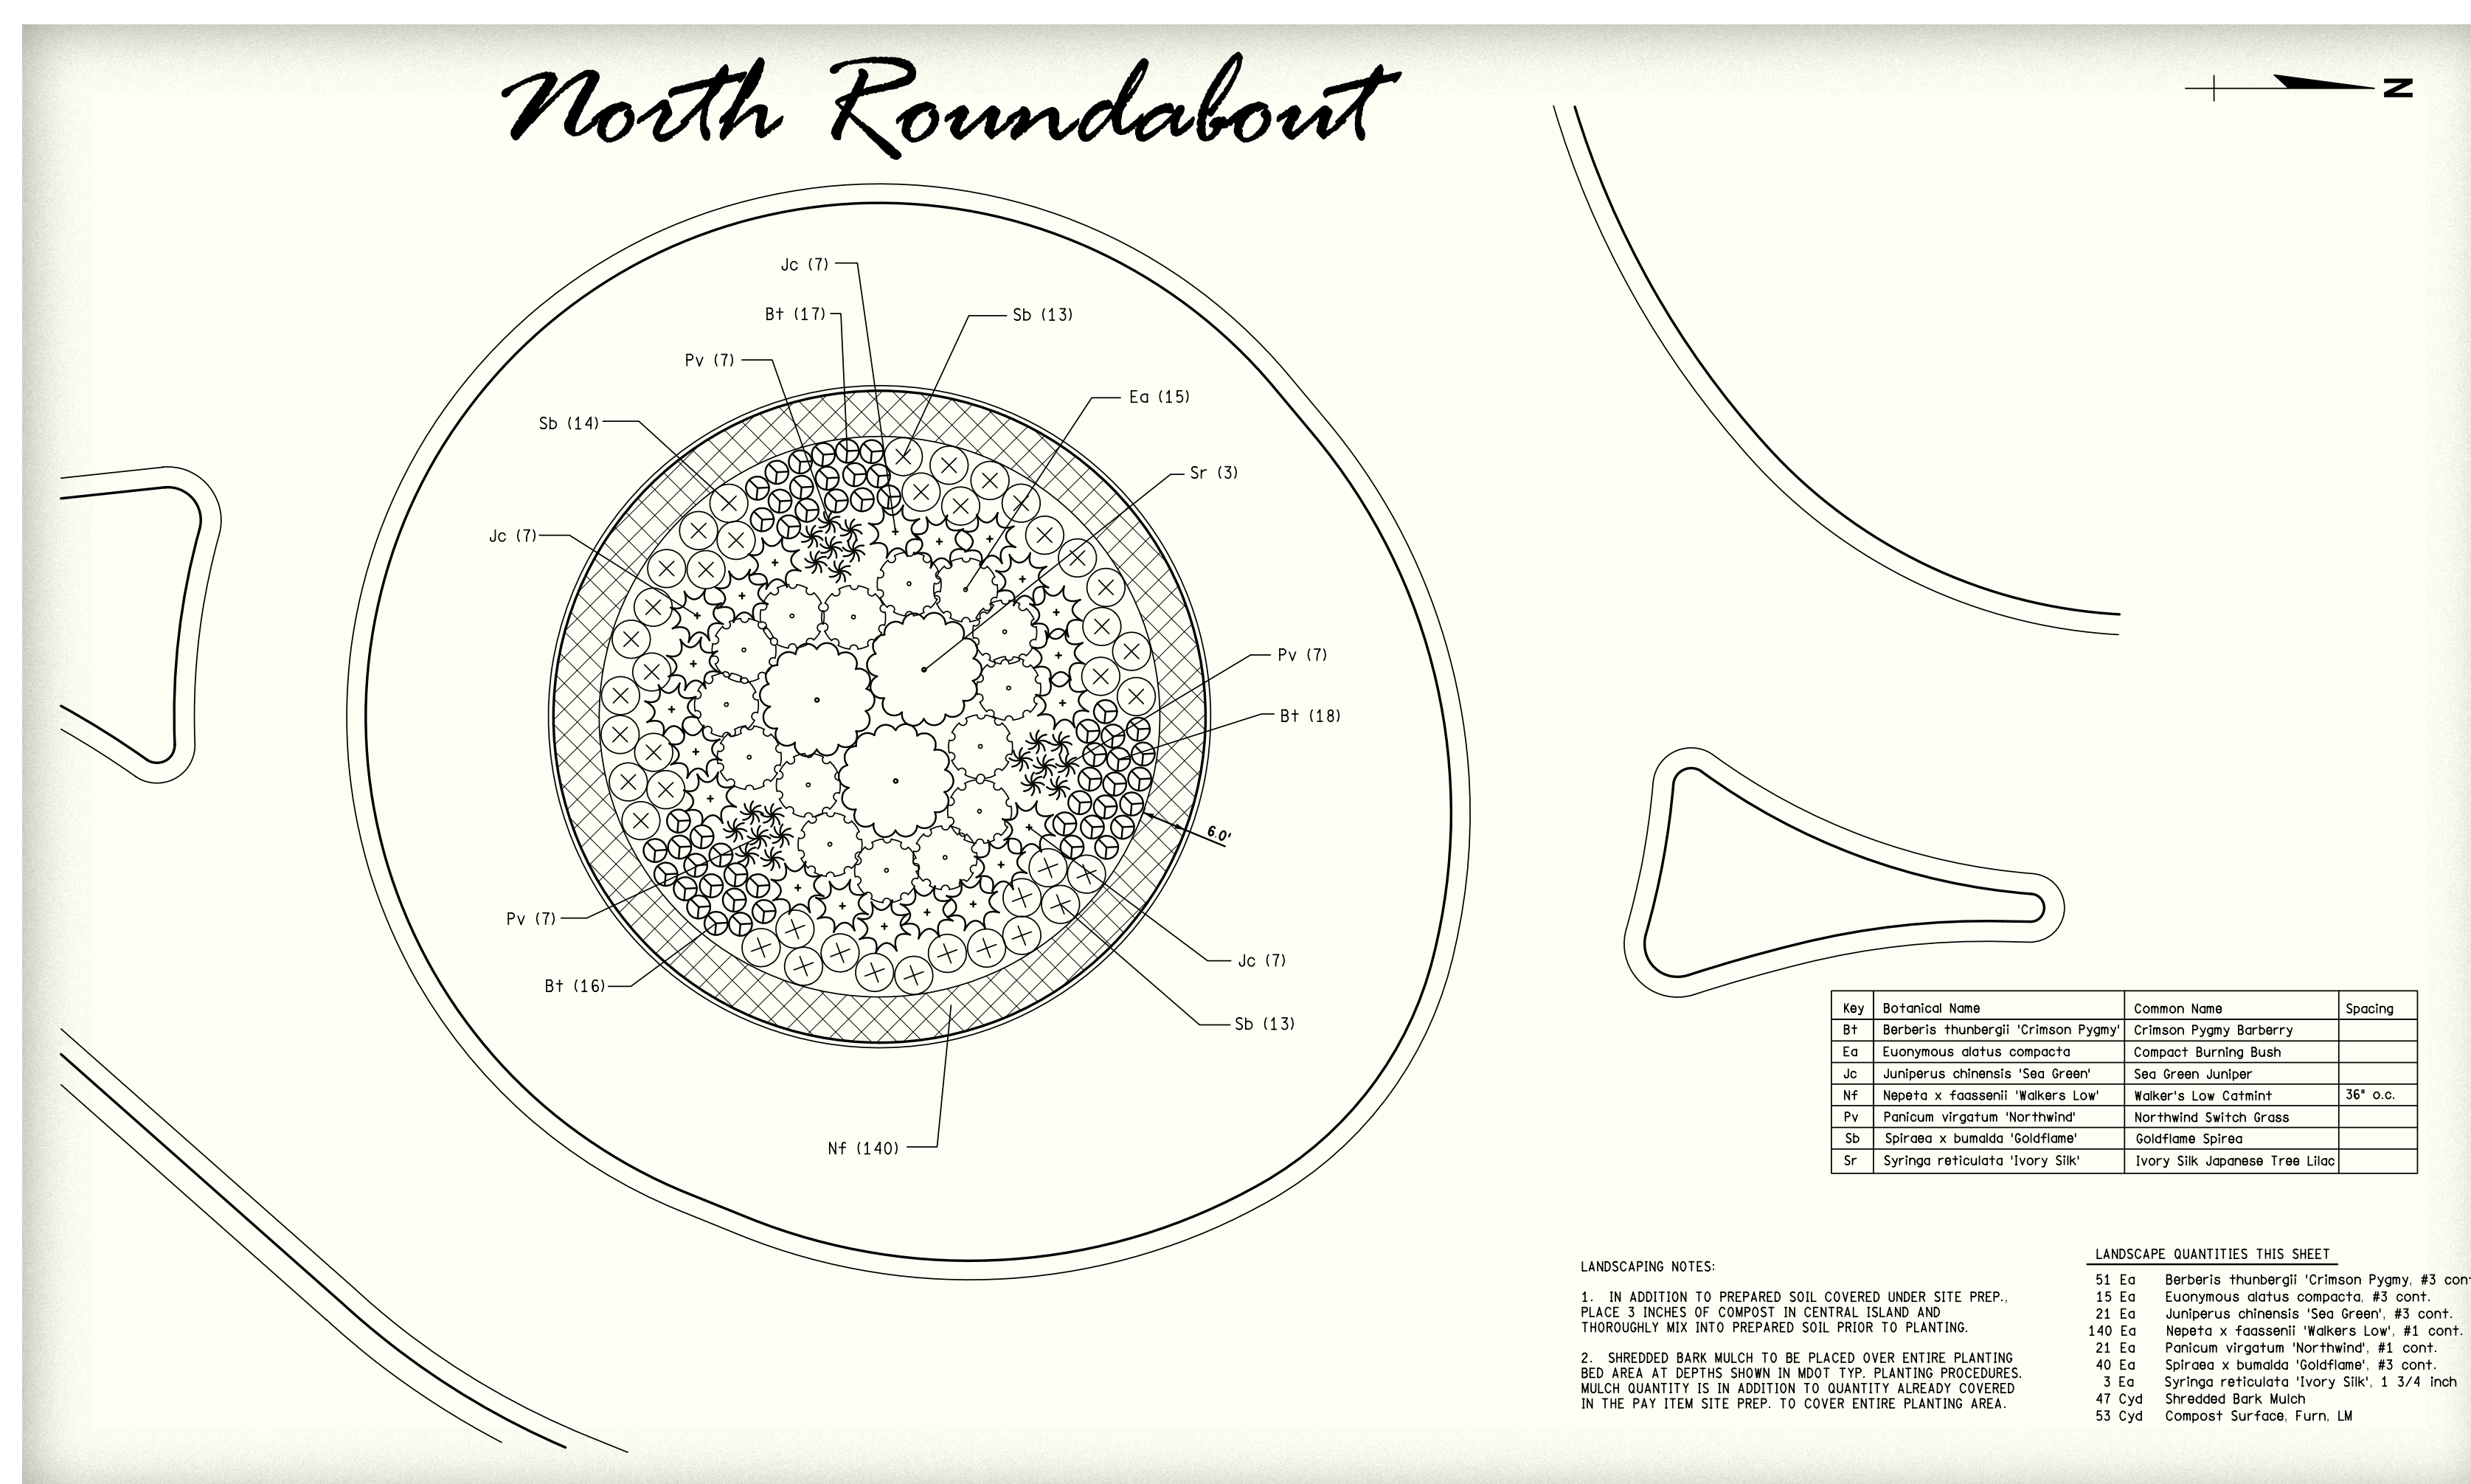 North Roundabout
N
Jc (7)
Bt (17)
Sb (13)
Pv (7)
Ea (15)
Sb (14)
Sr (3)
Jc (7)
Pv (7)
Bt (18)
6.0'
Pv (7)
Jc (7)
Bt (16)
Sb (13)
Nf (140)
Key Botanical Name Common Name Spacing
Bt Berberis thunbergii 'Crimson Pygmy' Crimson Pygmy Barberry
Ea Euonymous alatus compacta Compact Burning Bush
Jc Juniperus chinensis 'Sea Green' Sea Green Juniper
Nf Nepeta x faassenii 'Walkers Low' Walker's Low Catmint 36" o.c.
Pv Panicum virgatum 'Northwind' Northwind Switch Grass
Sb Spiraea x bumalda 'Goldflame' Goldflame Spirea
Sr Syringa reticulata 'Ivory Silk' Ivory Silk Japanese Tree Lilac
LANDSCAPING NOTES:
1. IN ADDITION TO PREPARED SOIL COVERED UNDER SITE PREP.,
PLACE 3 INCHES OF COMPOST IN CENTRAL ISLAND AND
THOROUGHLY MIX INTO PREPARED SOIL PRIOR TO PLANTING.
2. SHREDDED BARK MULCH TO BE PLACED OVER ENTIRE PLANTING
BED AREA AT DEPTHS SHOWN IN MDOT TYP. PLANTING PROCEDURES.
MULCH QUANTITY IS IN ADDITION TO QUANTITY ALREADY COVERED
IN THE PAY ITEM SITE PREP. TO COVER ENTIRE PLANTING AREA.
LANDSCAPE QUANTITIES THIS SHEET
51 Ea Berberis thunbergii 'Crimson Pygmy, #3 cont
15 Ea Euonymous alatus compacta, #3 cont.
21 Ea Juniperus chinensis 'Sea Green', #3 cont.
140 Ea Nepeta x faassenii 'Walkers Low', #1 cont.
21 Ea Panicum virgatum 'Northwind', #1 cont.
40 Ea Spiraea x bumalda 'Goldflame', #3 cont.
3 Ea Syringa reticulata 'Ivory Silk', 1 3/4 inch
47 Cyd Shredded Bark Mulch
53 Cyd Compost Surface, Furn, LM